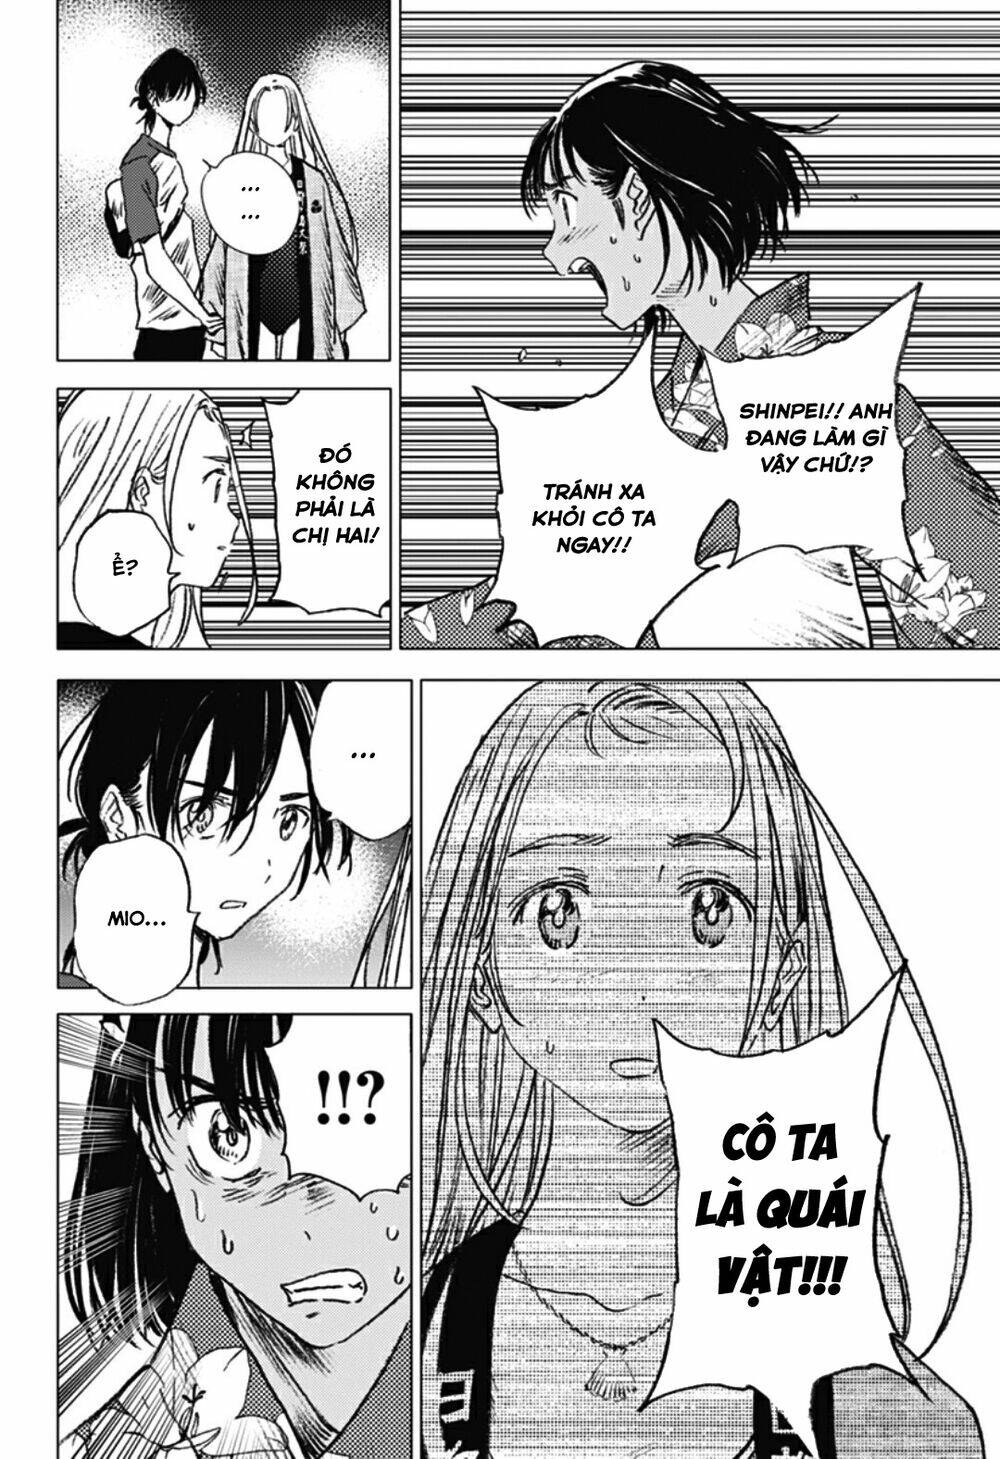 SHINPEI!! ANH
ĐANG LÀM GÌ
VẬY CHỨ!?
TRÁNH XA
KHỎI CÔ TA
NGAY!!
...
...
ĐÓ
KHÔNG
PHẢI LÀ
CHỊ HAI!
Ể?
CÔ TA
LÀ QUÁI
VẬT!!!
...
MIO...
!!?